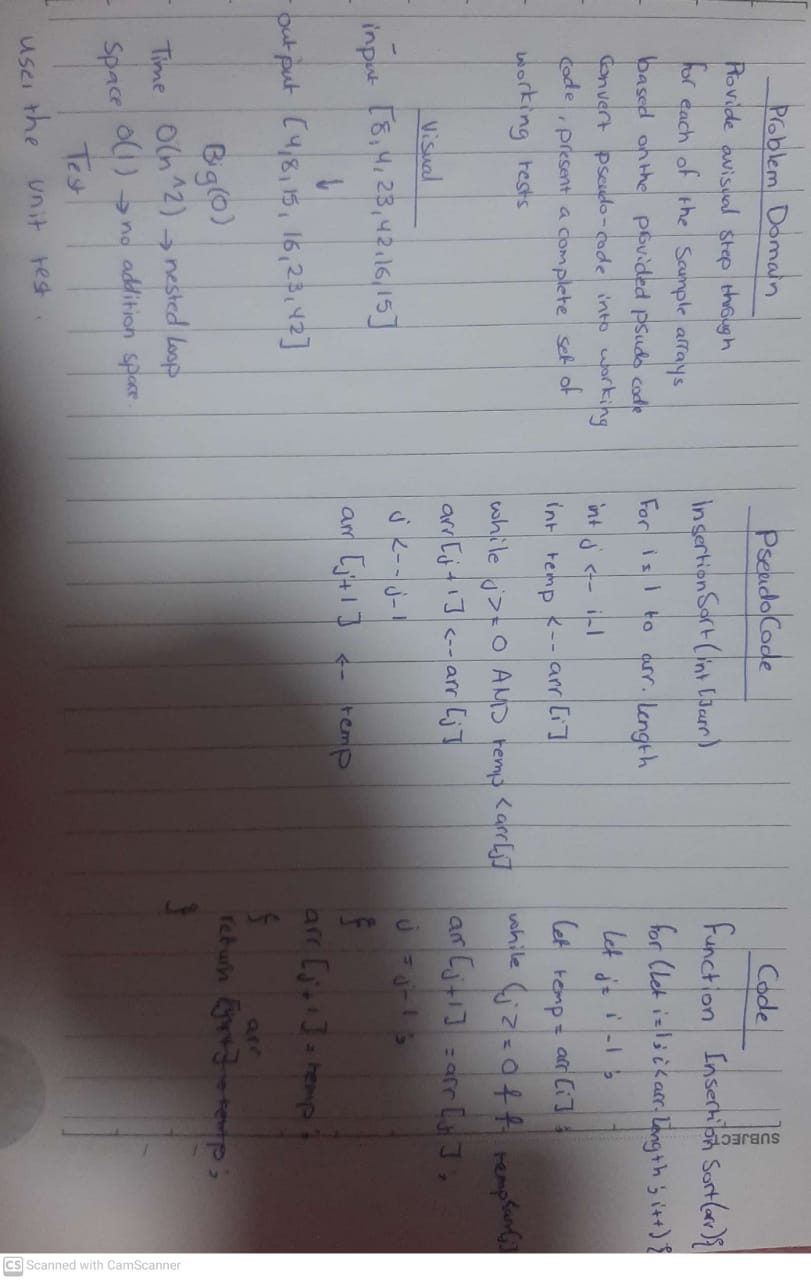 Problem Domain
Provide avisual step through
for each of the sample arrays
based on the provided psudo code
Convert pseudo-code into working
code, present a complete set of
working tests
Visual
input [8,4,23,42,16,15]
↓
output [4,8,15,16,23,42]
Big(O)
Time O(n^2) → nested loop
Space O(1) → no addition space.
Test
user the unit test.
PseudoCode
InsertionSort(int[]arr)
For i = 1 to arr.length
int j <-- i-1
int temp <-- arr[i]
while j >= 0 AND temp < arr[j]
arr[j+1] <-- arr[j]
j <-- j-1
arr[j+1] <-- temp
SUBJECT
Code
function InsertionSort(arr){
for(let i=1; i<arr.length; i++){
let j = i-1;
let temp = arr[i];
while (j >= 0 && temp<arr[j]
arr[j+1] = arr[j];
j = j-1;
}
arr[j+1] = temp;
}
arr
return temp;
}
CS Scanned with CamScanner